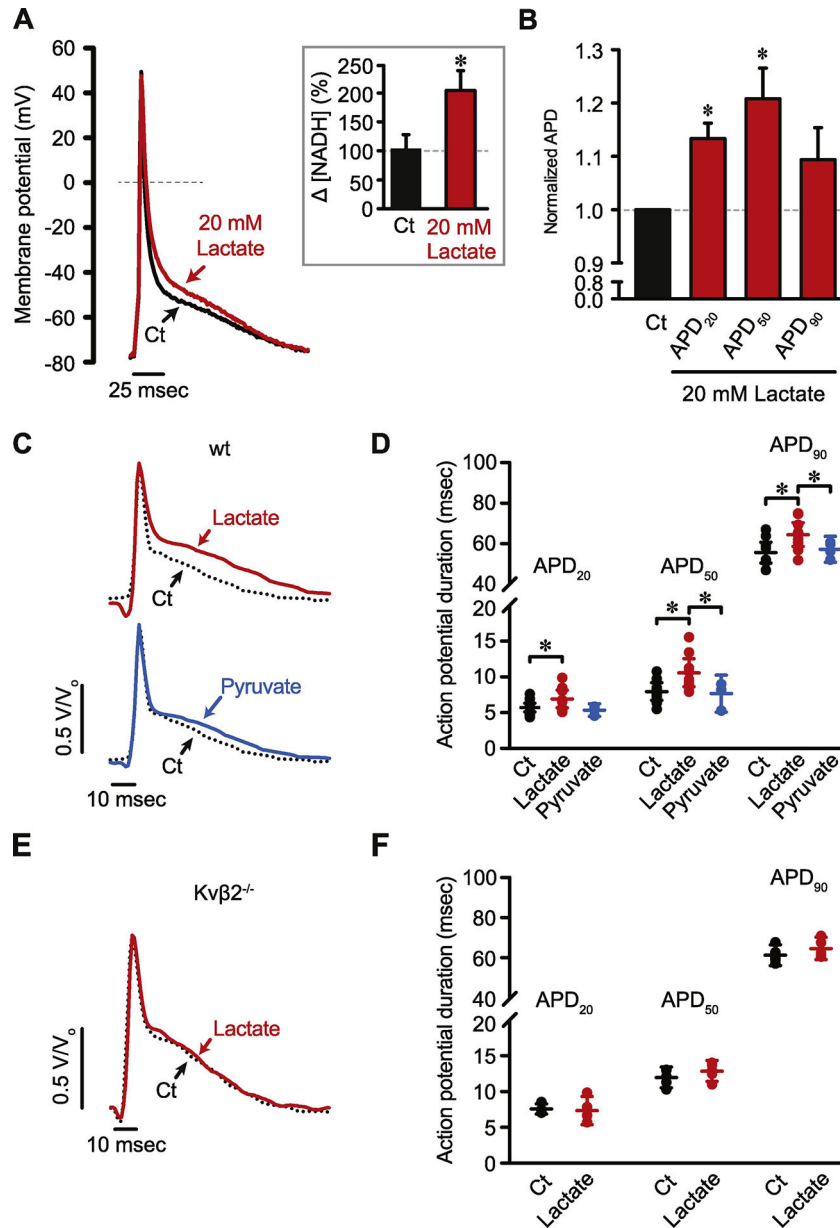 A
60
40
20
0
-20
-40
-60
-80
Membrane potential (mV)
20 mM
Lactate
Ct
25 msec
250
200
150
100
50
0
Δ [NADH] (%)
*
Ct
20 mM
Lactate
B
1.3
1.2
1.1
1.0
0.9
0.8
0.0
Normalized APD
*
*
Ct
APD20
APD50
APD90
20 mM Lactate
C
wt
Lactate
Ct
Pyruvate
Ct
0.5 V/Vo
10 msec
D
Action potential duration (msec)
100
80
60
40
20
15
10
5
0
APD20
APD50
APD90
*
*
*
*
*
Ct
Lactate
Pyruvate
Ct
Lactate
Pyruvate
Ct
Lactate
Pyruvate
E
Kvβ2-/-
Lactate
Ct
0.5 V/Vo
10 msec
F
Action potential duration (msec)
100
80
60
40
20
15
10
5
0
APD20
APD50
APD90
Ct
Lactate
Ct
Lactate
Ct
Lactate